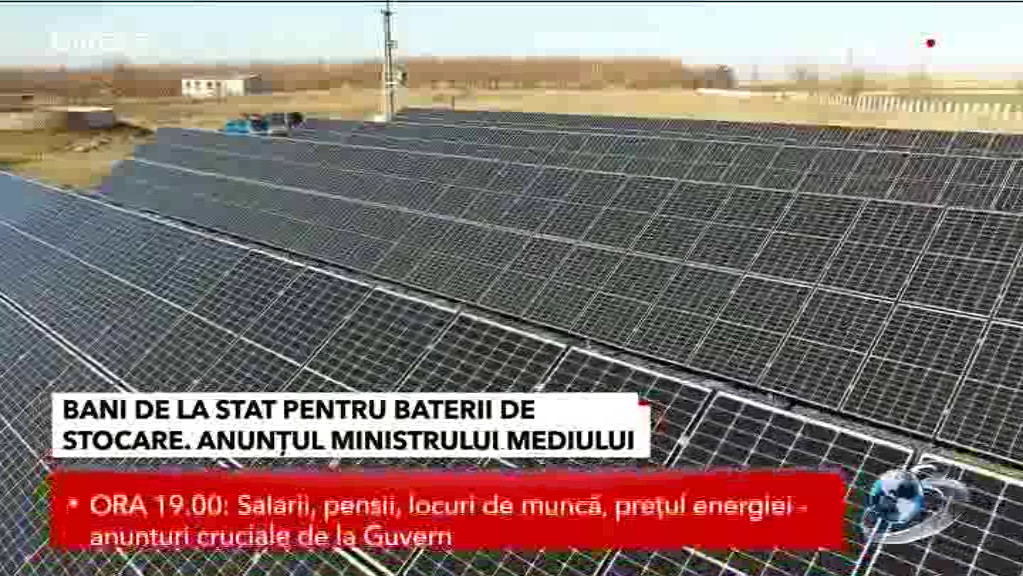 BANI DE LA STAT PENTRU BATERII DE
STOCARE. ANUNȚUL MINISTRULUI MEDIULUI
• ORA 19.00: Salarii, pensii, locuri de muncă, prețul energiei -
anunțuri cruciale de la Guvern